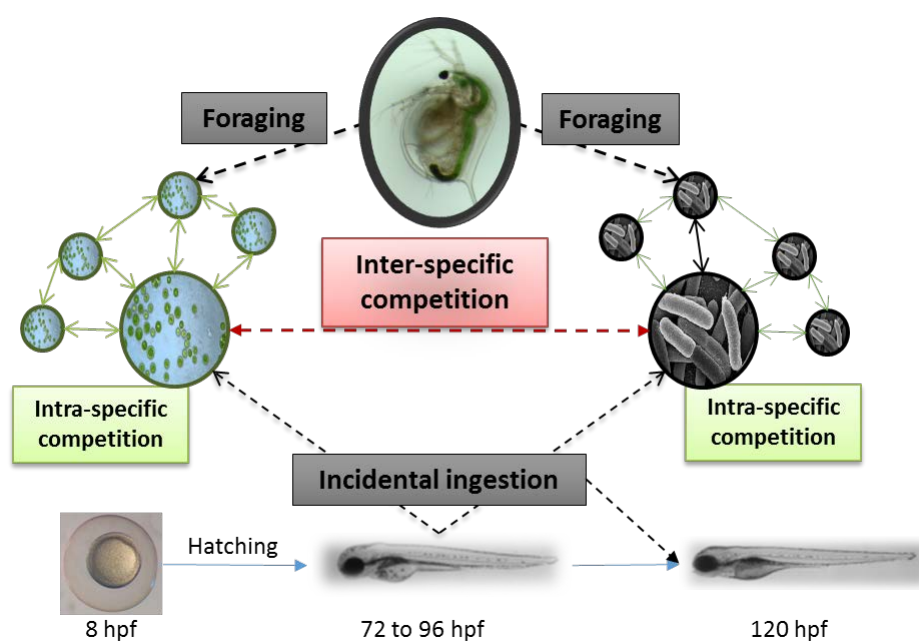 Foraging
Foraging
Inter-specific
competition
Intra-specific
competition
Intra-specific
competition
Incidental ingestion
Hatching
8 hpf
72 to 96 hpf
120 hpf